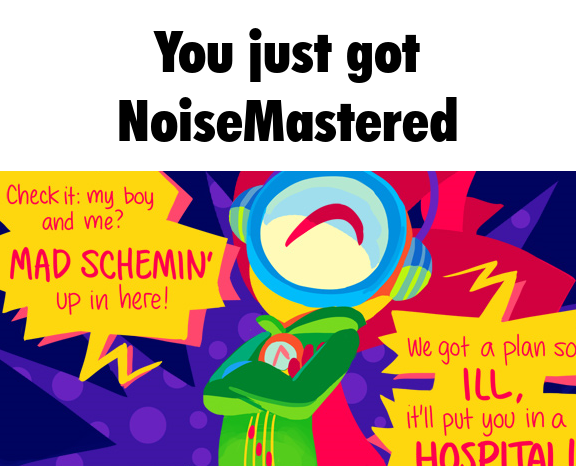 You just got
NoiseMastered
Check it: my boy
and me?
MAD SCHEMIN'
up in here!
We got a plan so
ILL,
it'll put you in a
HOSPITAL!